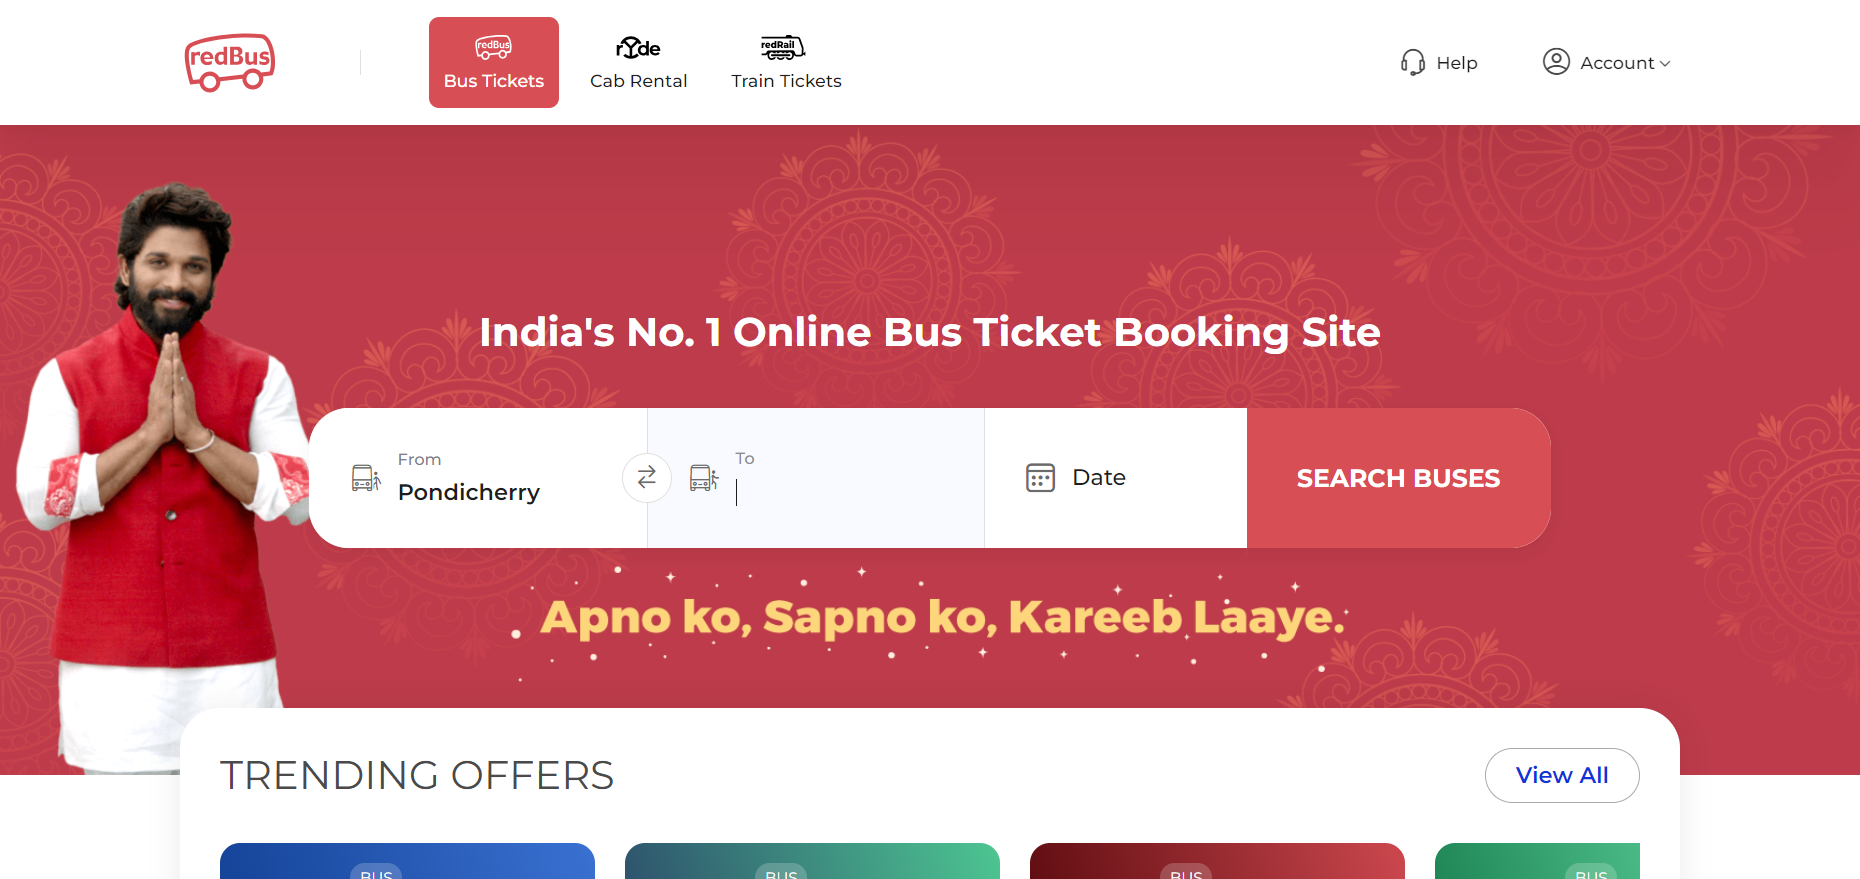 redBus
redBus
Bus Tickets
rYde
Cab Rental
redRail
Train Tickets
Help
Account
India's No. 1 Online Bus Ticket Booking Site
From
Pondicherry
To
Date
SEARCH BUSES
Apno ko, Sapno ko, Kareeb Laaye.
TRENDING OFFERS
View All
BUS
BUS
BUS
BUS